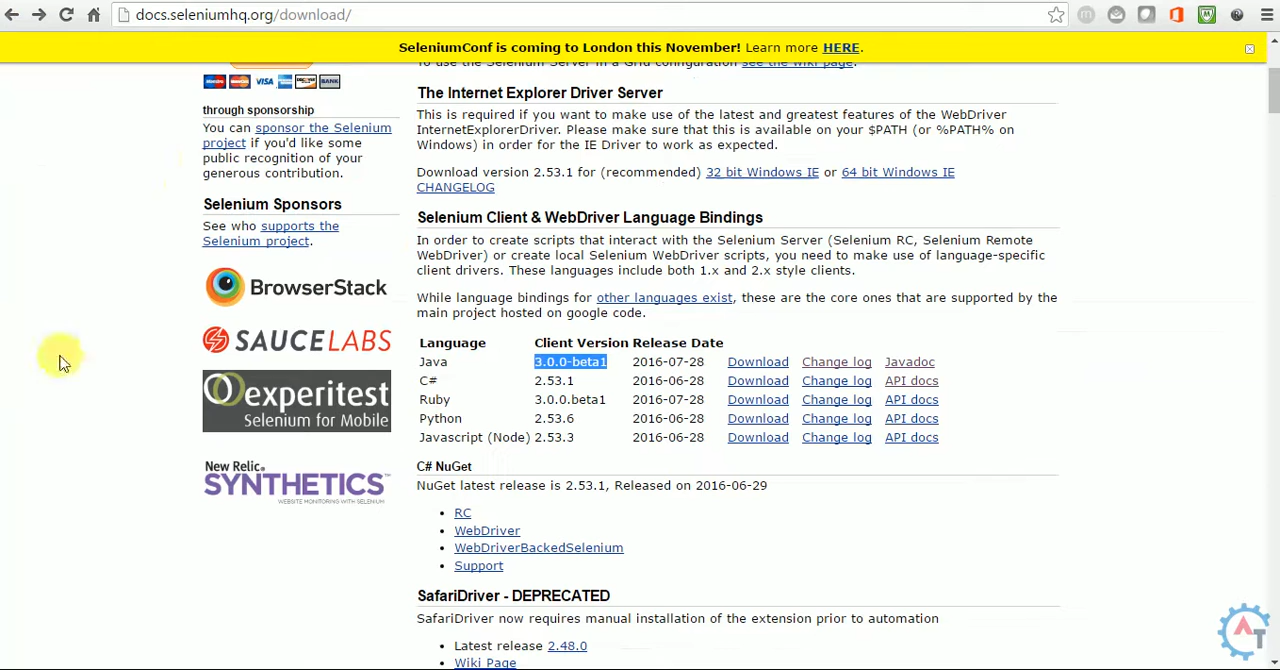 docs.seleniumhq.org/download/
SeleniumConf is coming to London this November! Learn more HERE.
To use the Selenium Server in a Grid configuration see the wiki page.
VISA
BANK
through sponsorship
You can sponsor the Selenium
project if you'd like some
public recognition of your
generous contribution.
Selenium Sponsors
See who supports the
Selenium project.
BrowserStack
SAUCELABS
experitest
Selenium for Mobile
New Relic®
SYNTHETICS™
WEBSITE MONITORING WITH SELENIUM
The Internet Explorer Driver Server
This is required if you want to make use of the latest and greatest features of the WebDriver
InternetExplorerDriver. Please make sure that this is available on your $PATH (or %PATH% on
Windows) in order for the IE Driver to work as expected.
Download version 2.53.1 for (recommended) 32 bit Windows IE or 64 bit Windows IE
CHANGELOG
Selenium Client & WebDriver Language Bindings
In order to create scripts that interact with the Selenium Server (Selenium RC, Selenium Remote
WebDriver) or create local Selenium WebDriver scripts, you need to make use of language-specific
client drivers. These languages include both 1.x and 2.x style clients.
While language bindings for other languages exist, these are the core ones that are supported by the
main project hosted on google code.
Language Client Version Release Date
Java 3.0.0-beta1 2016-07-28 Download Change log Javadoc
C# 2.53.1 2016-06-28 Download Change log API docs
Ruby 3.0.0.beta1 2016-07-28 Download Change log API docs
Python 2.53.6 2016-06-28 Download Change log API docs
Javascript (Node) 2.53.3 2016-06-28 Download Change log API docs
C# NuGet
NuGet latest release is 2.53.1, Released on 2016-06-29
• RC
• WebDriver
• WebDriverBackedSelenium
• Support
SafariDriver - DEPRECATED
SafariDriver now requires manual installation of the extension prior to automation
• Latest release 2.48.0
• Wiki Page
AT